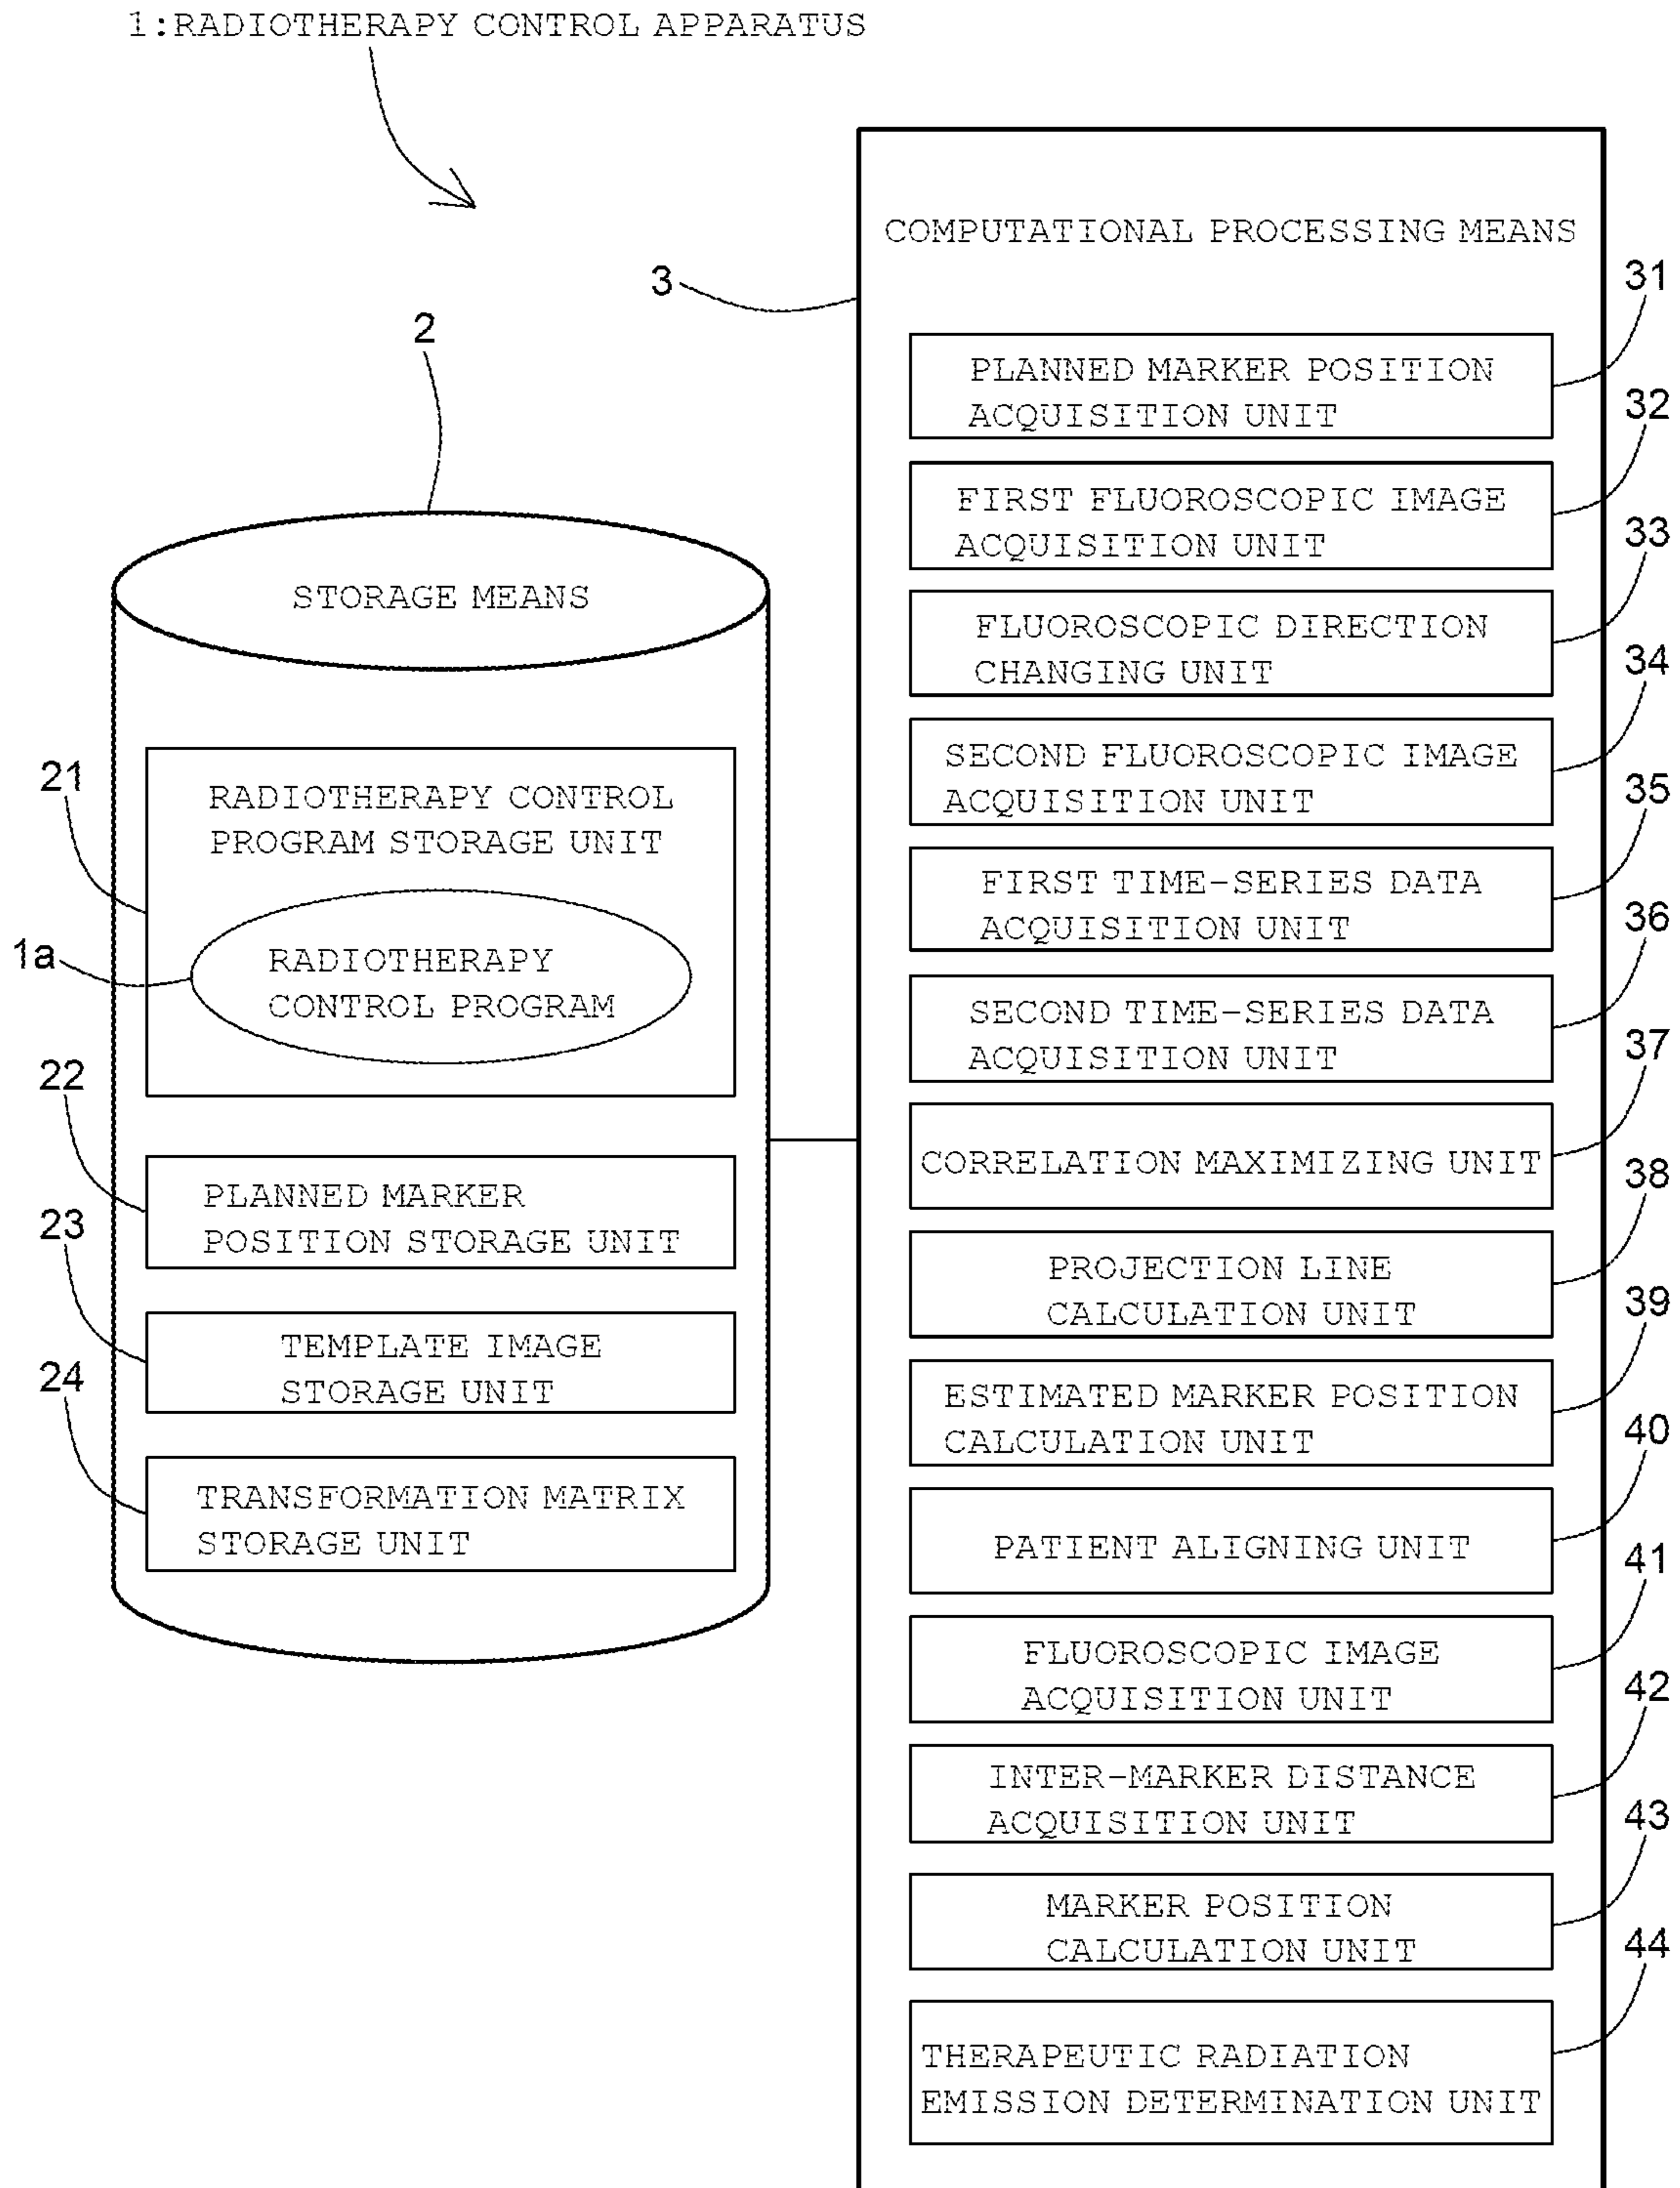 1:RADIOTHERAPY CONTROL APPARATUS
2
STORAGE MEANS
21
RADIOTHERAPY CONTROL
PROGRAM STORAGE UNIT
1a
RADIOTHERAPY
CONTROL PROGRAM
22
PLANNED MARKER
POSITION STORAGE UNIT
23
TEMPLATE IMAGE
STORAGE UNIT
24
TRANSFORMATION MATRIX
STORAGE UNIT
3
COMPUTATIONAL PROCESSING MEANS
31
PLANNED MARKER POSITION
ACQUISITION UNIT
32
FIRST FLUOROSCOPIC IMAGE
ACQUISITION UNIT
33
FLUOROSCOPIC DIRECTION
CHANGING UNIT
34
SECOND FLUOROSCOPIC IMAGE
ACQUISITION UNIT
35
FIRST TIME-SERIES DATA
ACQUISITION UNIT
36
SECOND TIME-SERIES DATA
ACQUISITION UNIT
37
CORRELATION MAXIMIZING UNIT
38
PROJECTION LINE
CALCULATION UNIT
39
ESTIMATED MARKER POSITION
CALCULATION UNIT
40
PATIENT ALIGNING UNIT
41
FLUOROSCOPIC IMAGE
ACQUISITION UNIT
42
INTER-MARKER DISTANCE
ACQUISITION UNIT
43
MARKER POSITION
CALCULATION UNIT
44
THERAPEUTIC RADIATION
EMISSION DETERMINATION UNIT